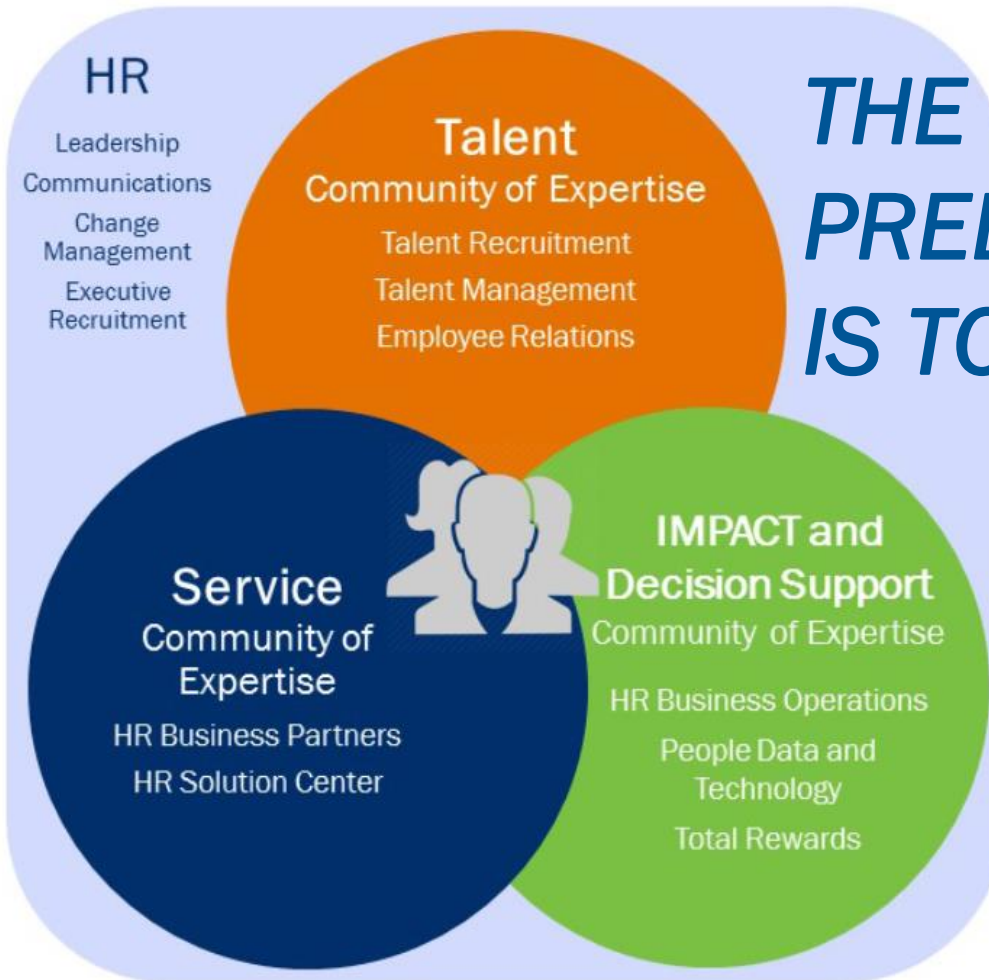 HR
Leadership
Communications
Change
Management
Executive
Recruitment
Talent
Community of Expertise
Talent Recruitment
Talent Management
Employee Relations
THE
IS TO
Service
Community of
Expertise
HR Business Partners
HR Solution Center
IMPACT and
Decision Support
Community of Expertise
HR Business Operations
People Data and
Technology
Total Rewards